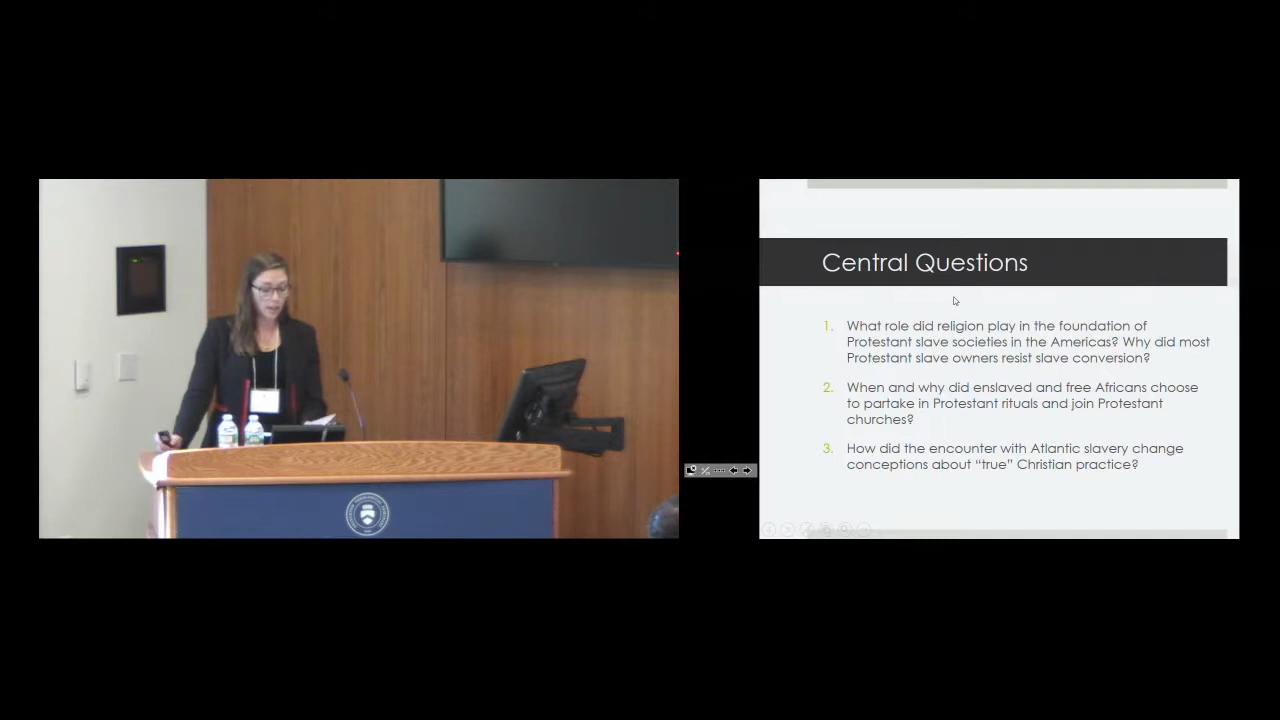 Central Questions
1. What role did religion play in the foundation of
Protestant slave societies in the Americas? Why did most
Protestant slave owners resist slave conversion?
2. When and why did enslaved and free Africans choose
to partake in Protestant rituals and join Protestant
churches?
3. How did the encounter with Atlantic slavery change
conceptions about “true” Christian practice?